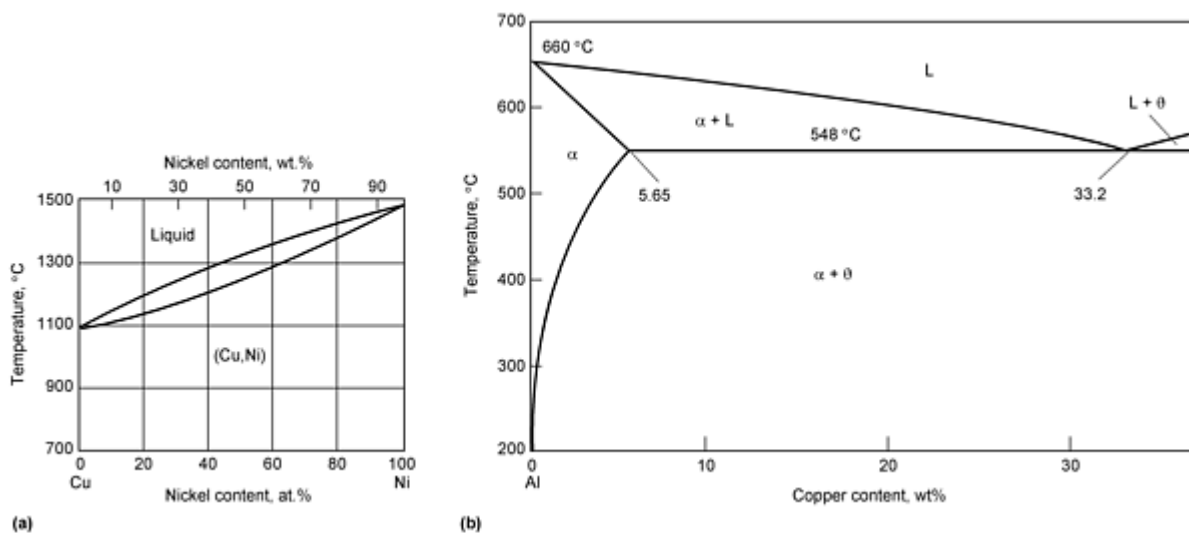 Nickel content, wt.%
10 30 50 70 90
1500
1300
1100
900
700
Temperature, °C
Liquid
(Cu,Ni)
0 20 40 60 80 100
Cu Ni
Nickel content, at.%
(a)
700
600
500
400
300
200
Temperature, °C
660 °C
L
L + θ
α + L
548 °C
α
5.65
33.2
α + θ
0 10 20 30
Al
Copper content, wt%
(b)